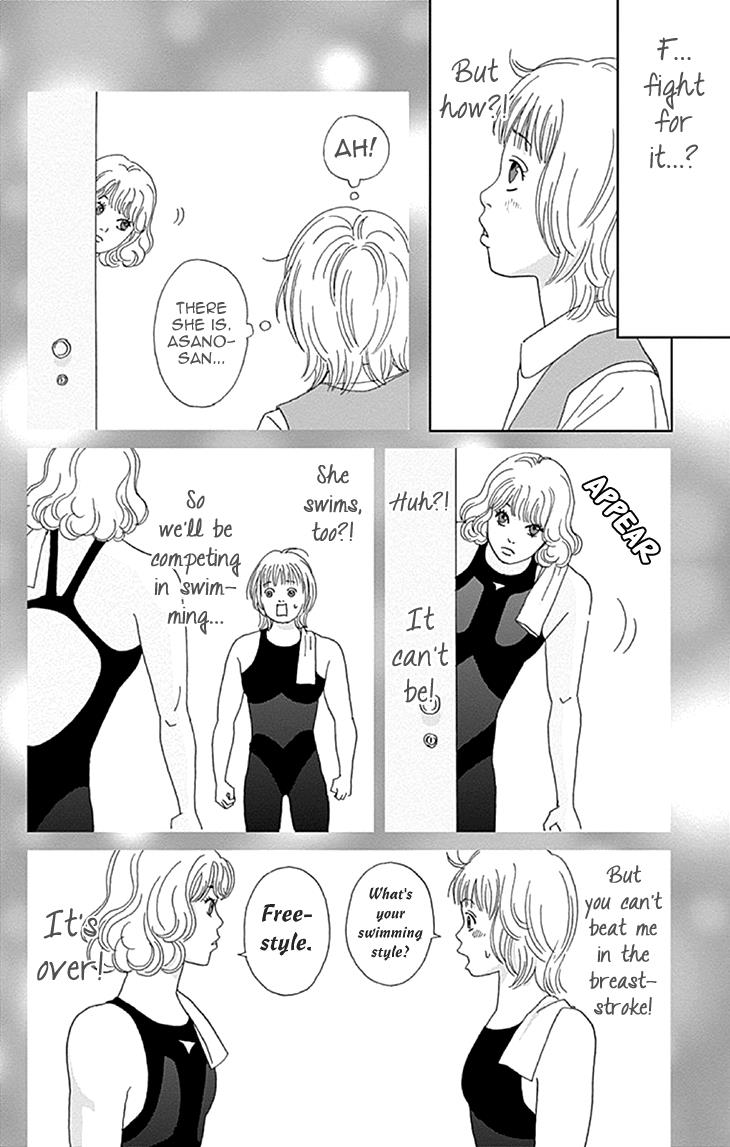 F...
fight
for
it...?
But
how?!
AH!
THERE
SHE IS.
ASANO-
SAN...
APPEAR
Huh?!
It
can't
be!
She
swims,
too?!
So
we'll be
competing
in swim-
ming...
But
you can't
beat me
in the
breast-
stroke!
What's
your
swimming
style?
Free-
style.
It's
over!